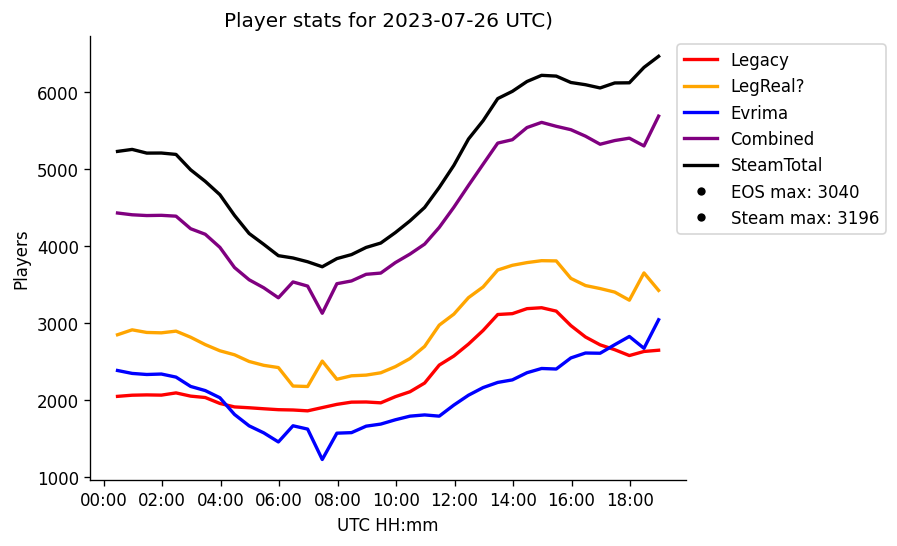 Player stats for 2023-07-26 UTC)
Legacy
LegReal?
Evrima
Combined
SteamTotal
EOS max: 3040
Steam max: 3196
Players
6000
5000
4000
3000
2000
1000
00:00 02:00 04:00 06:00 08:00 10:00 12:00 14:00 16:00 18:00
UTC HH:mm